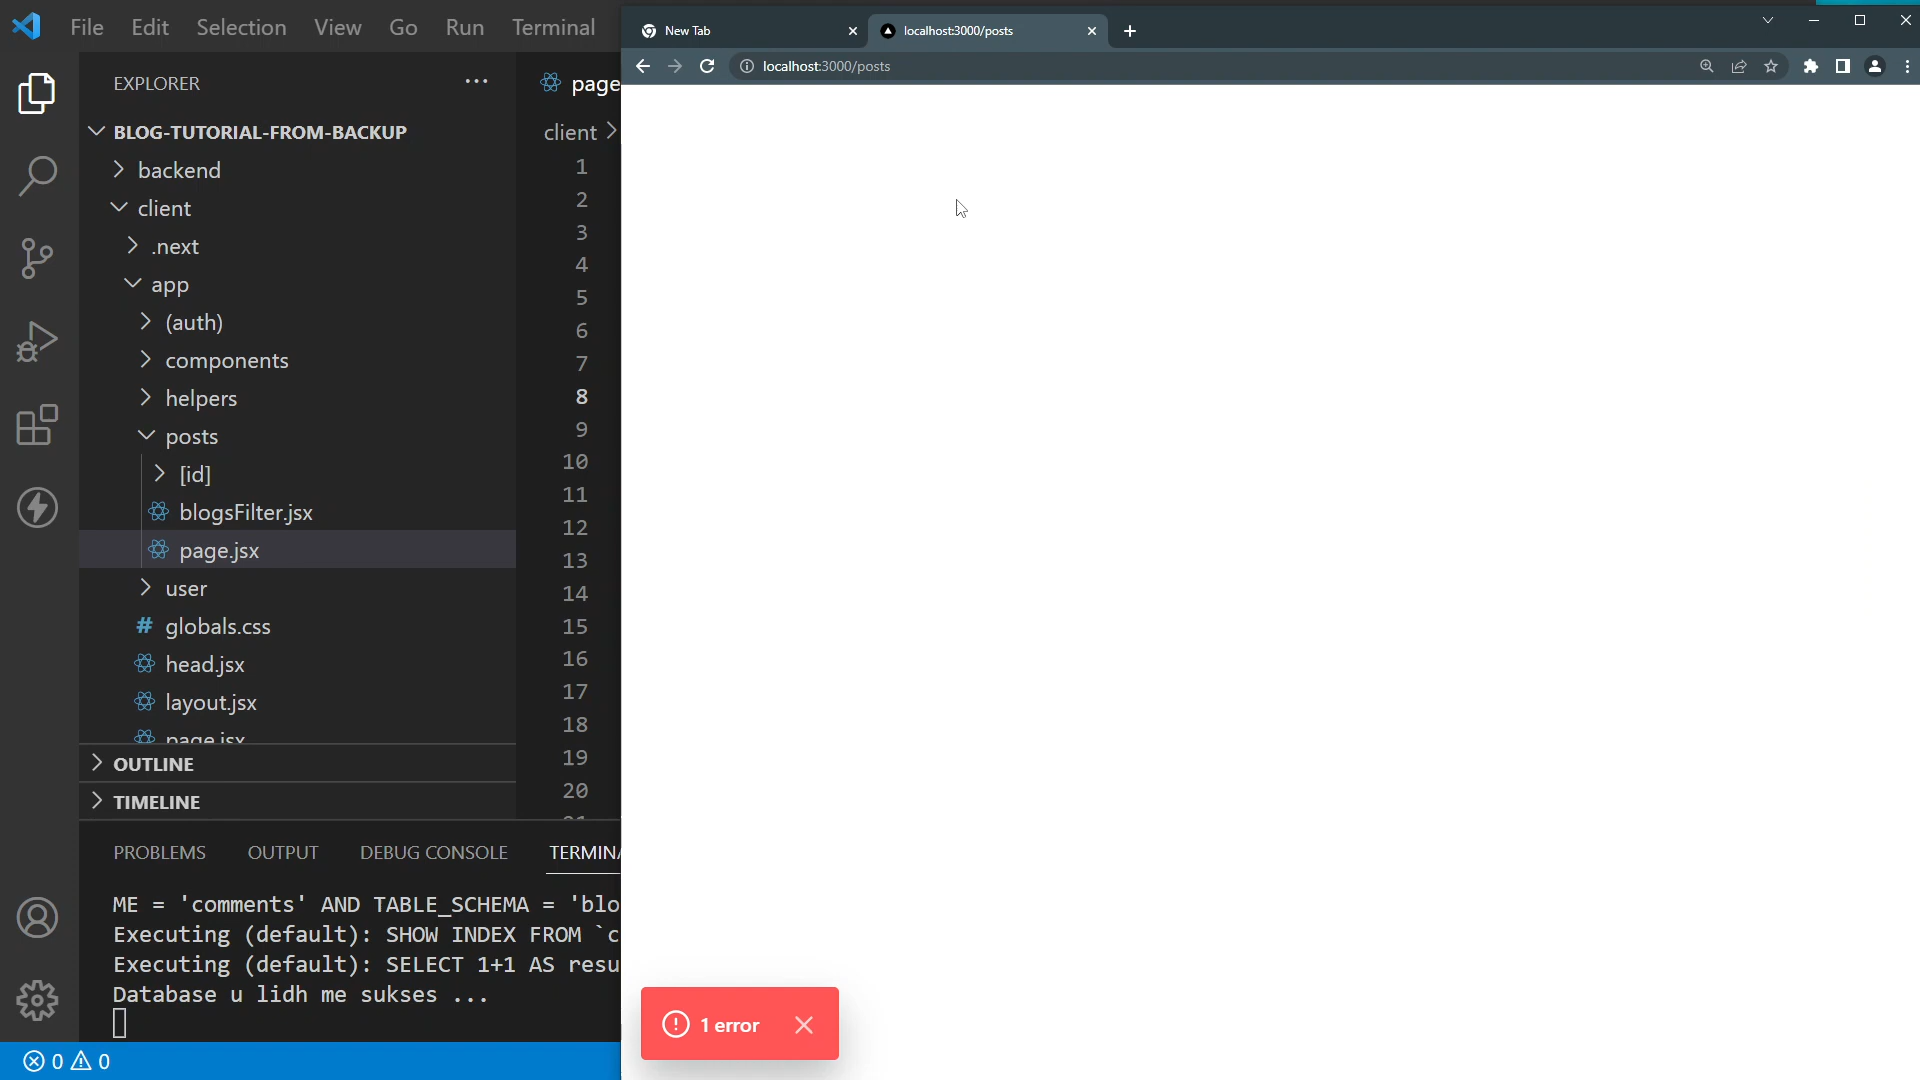 File Edit Selection View Go Run Terminal
New Tab
localhost:3000/posts
localhost:3000/posts
EXPLORER
page
BLOG-TUTORIAL-FROM-BACKUP
client
backend
client
.next
app
(auth)
components
helpers
posts
[id]
blogsFilter.jsx
page.jsx
user
globals.css
head.jsx
layout.jsx
page.jsx
OUTLINE
TIMELINE
1
2
3
4
5
6
7
8
9
10
11
12
13
14
15
16
17
18
19
20
21
PROBLEMS OUTPUT DEBUG CONSOLE TERMINA
ME = 'comments' AND TABLE_SCHEMA = 'blo
Executing (default): SHOW INDEX FROM `c
Executing (default): SELECT 1+1 AS resu
Database u lidh me sukses ...
1 error
0 0